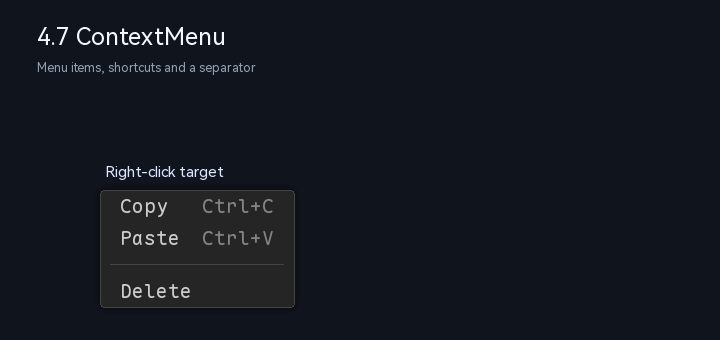 4.7 ContextMenu
Menu items, shortcuts and a separator
Right-click target
Copy Ctrl+C
Paste Ctrl+V
Delete